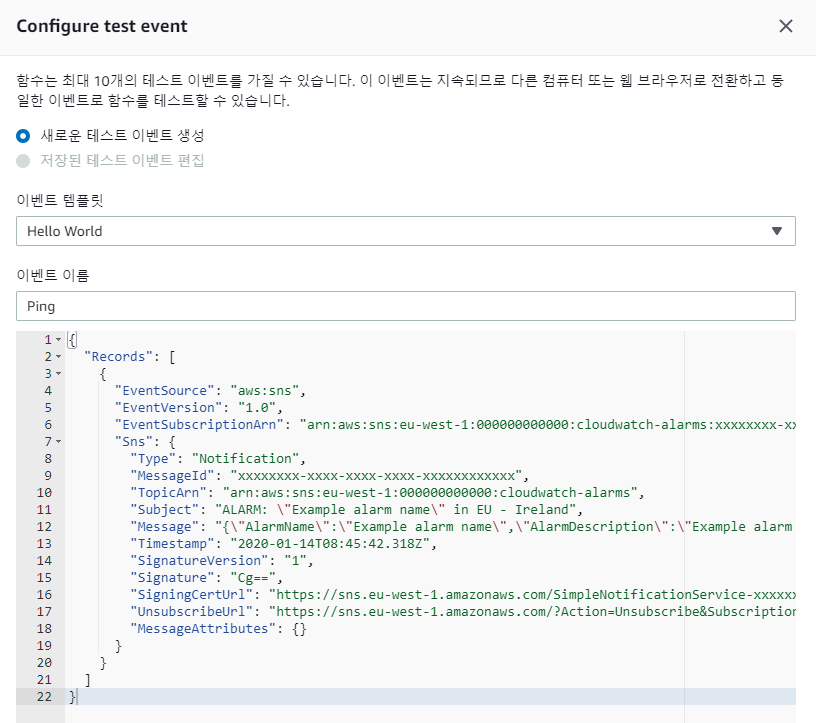 Configure test event
함수는 최대 10개의 테스트 이벤트를 가질 수 있습니다. 이 이벤트는 지속되므로 다른 컴퓨터 또는 웹 브라우저로 전환하고 동
일한 이벤트로 함수를 테스트할 수 있습니다.
새로운 테스트 이벤트 생성
저장된 테스트 이벤트 편집
이벤트 템플릿
Hello World
이벤트 이름
Ping
1 {
2 "Records": [
3 {
4 "EventSource": "aws:sns",
5 "EventVersion": "1.0",
6 "EventSubscriptionArn": "arn:aws:sns:eu-west-1:000000000000:cloudwatch-alarms:xxxxxxxx-xx
7 "Sns": {
8 "Type": "Notification",
9 "MessageId": "xxxxxxxx-xxxx-xxxx-xxxx-xxxxxxxxxxxx",
10 "TopicArn": "arn:aws:sns:eu-west-1:000000000000:cloudwatch-alarms",
11 "Subject": "ALARM: \"Example alarm name\" in EU - Ireland",
12 "Message": "{\"AlarmName\":\"Example alarm name\",\"AlarmDescription\":\"Example alarm
13 "Timestamp": "2020-01-14T08:45:42.318Z",
14 "SignatureVersion": "1",
15 "Signature": "Cg==",
16 "SigningCertUrl": "https://sns.eu-west-1.amazonaws.com/SimpleNotificationService-xxxxxx
17 "UnsubscribeUrl": "https://sns.eu-west-1.amazonaws.com/?Action=Unsubscribe&Subscription
18 "MessageAttributes": {}
19 }
20 }
21 ]
22 }